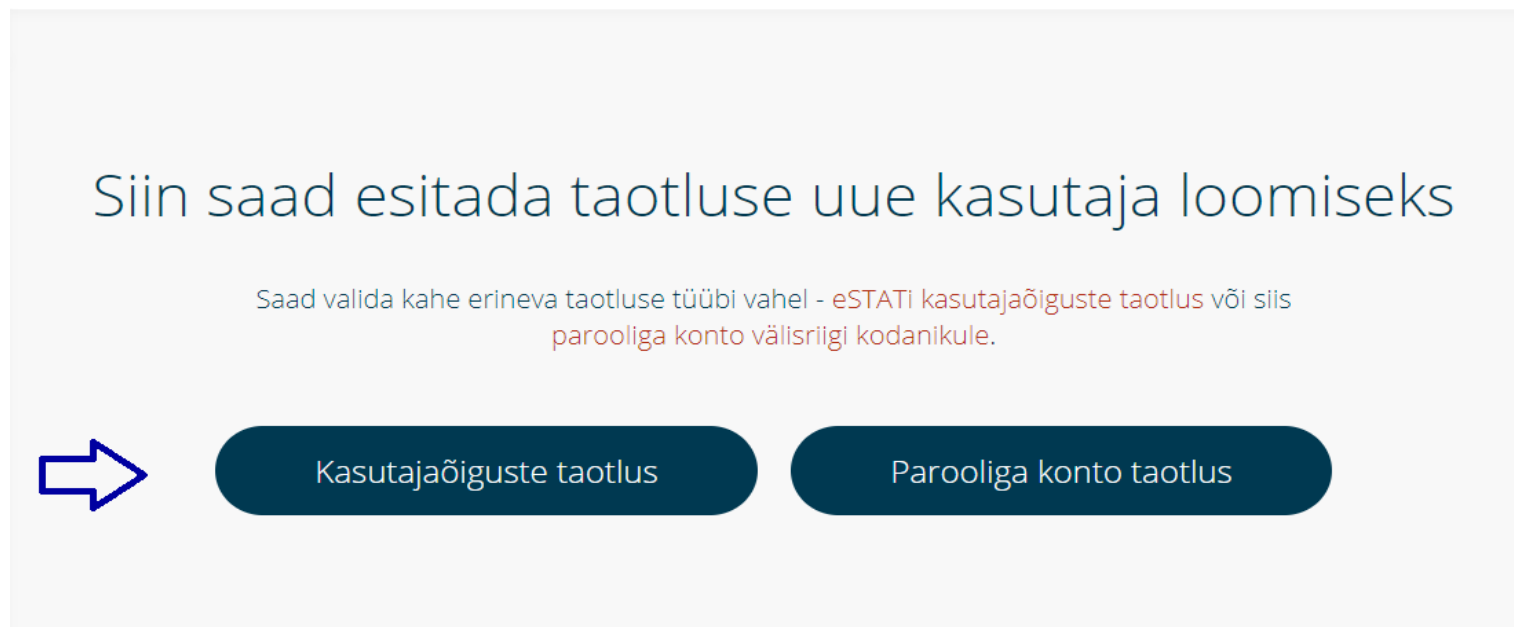 Siin saad esitada taotluse uue kasutaja loomiseks
Saad valida kahe erineva taotluse tüübi vahel - eSTATi kasutajaõiguste taotlus või siis
parooliga konto välisriigi kodanikule.
Kasutajaõiguste taotlus
Parooliga konto taotlus